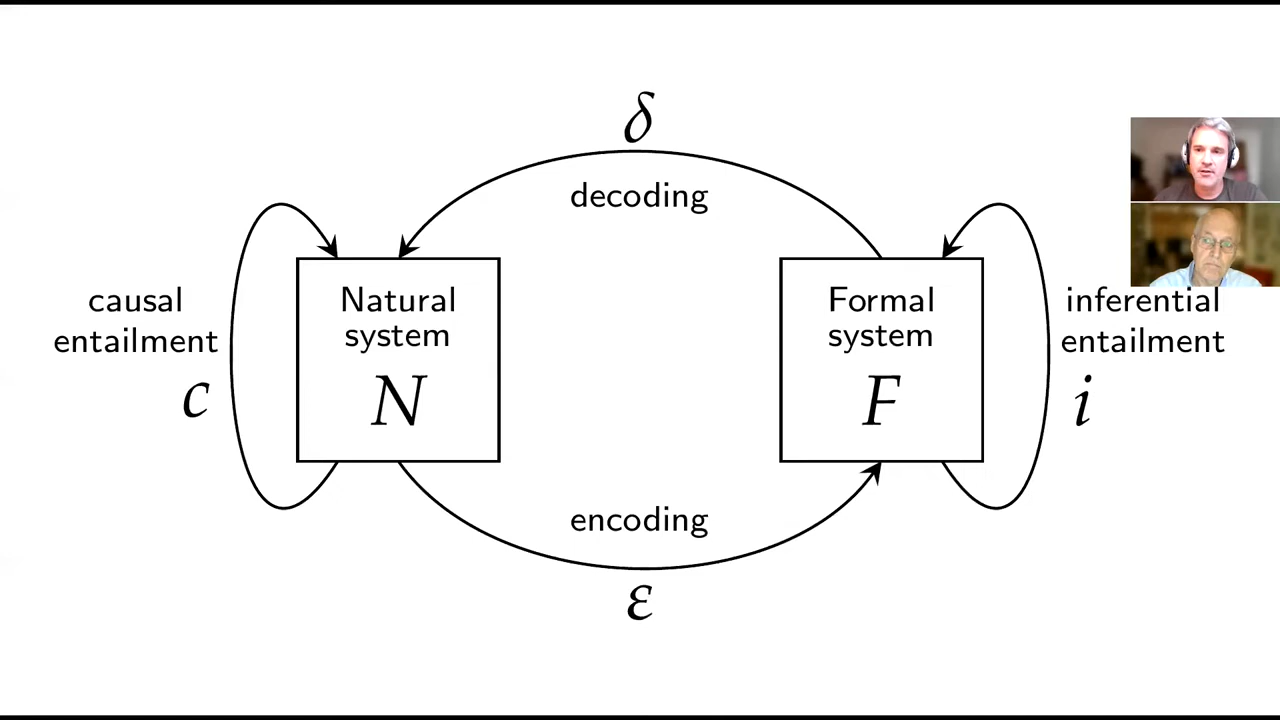 δ
decoding
causal
entailment
c
Natural
system
N
Formal
system
F
inferential
entailment
i
encoding
ε